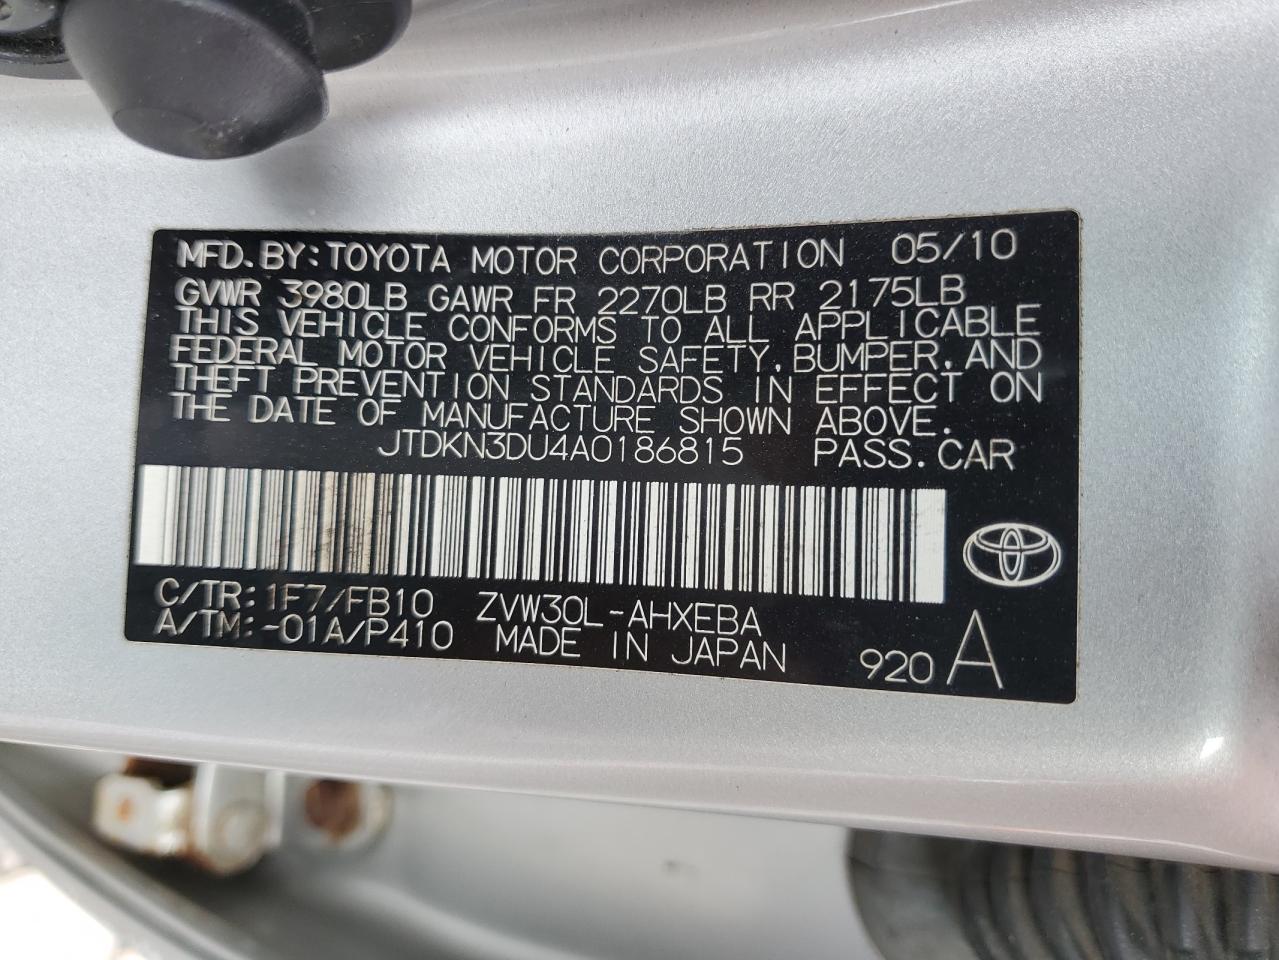 MFD. BY: TOYOTA MOTOR CORPORATION 05/10
GVWR 3980LB GAWR FR 2270LB RR 2175LB
THIS VEHICLE CONFORMS TO ALL APPLICABLE
FEDERAL MOTOR VEHICLE SAFETY, BUMPER, AND
THEFT PREVENTION STANDARDS IN EFFECT ON
THE DATE OF MANUFACTURE SHOWN ABOVE.
JTDKN3DU4A0186815 PASS.CAR
C/TR: 1F7/FB10 ZVW30L-AHXEBA
A/TM: -01A/P410 MADE IN JAPAN 920 A